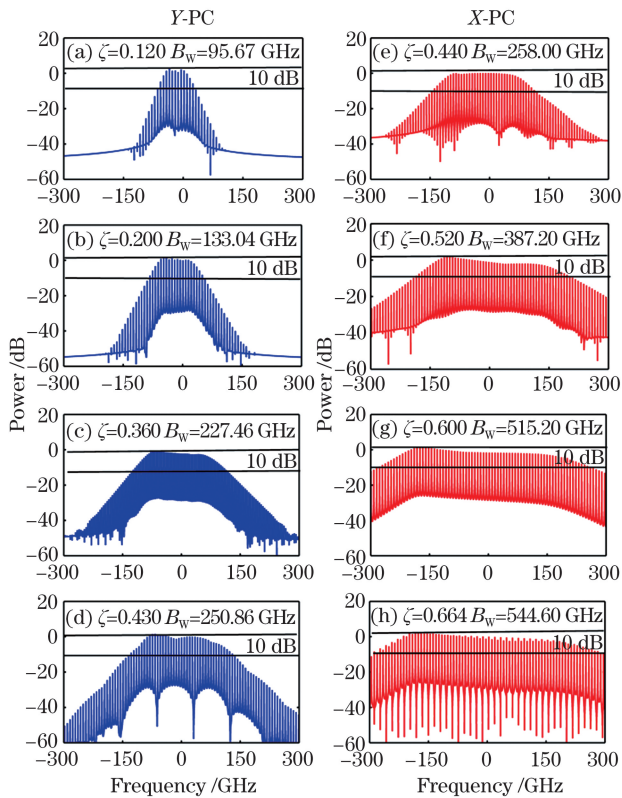 Y-PC
X-PC
Power /dB
20
0
−20
−40
−60
(a) ζ=0.120 B_W=95.67 GHz
10 dB
−300 −150 0 150 300
20
0
−20
−40
−60
(e) ζ=0.440 B_W=258.00 GHz
10 dB
−300 −150 0 150 300
20
0
−20
−40
−60
(b) ζ=0.200 B_W=133.04 GHz
10 dB
−300 −150 0 150 300
20
0
−20
−40
−60
(f) ζ=0.520 B_W=387.20 GHz
10 dB
−300 −150 0 150 300
20
0
−20
−40
−60
(c) ζ=0.360 B_W=227.46 GHz
10 dB
−300 −150 0 150 300
20
0
−20
−40
−60
(g) ζ=0.600 B_W=515.20 GHz
10 dB
−300 −150 0 150 300
20
0
−20
−40
−60
(d) ζ=0.430 B_W=250.86 GHz
10 dB
−300 −150 0 150 300
Frequency /GHz
20
0
−20
−40
−60
(h) ζ=0.664 B_W=544.60 GHz
10 dB
−300 −150 0 150 300
Frequency /GHz